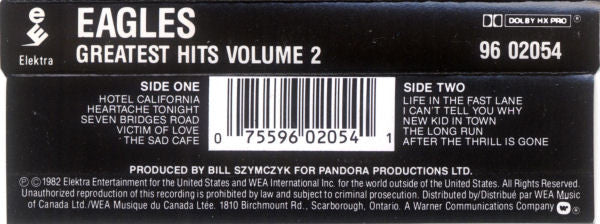 EAGLES
GREATEST HITS VOLUME 2
Elektra
DOLBY HX PRO
96 02054
SIDE ONE
HOTEL CALIFORNIA
HEARTACHE TONIGHT
SEVEN BRIDGES ROAD
VICTIM OF LOVE
THE SAD CAFE
0 75596 02054 1
SIDE TWO
LIFE IN THE FAST LANE
I CAN'T TELL YOU WHY
NEW KID IN TOWN
THE LONG RUN
AFTER THE THRILL IS GONE
PRODUCED BY BILL SZYMCZYK FOR PANDORA PRODUCTIONS LTD.
Ⓟ © 1982 Elektra Entertainment for the United States and WEA International Inc. for the world outside of the United States. All Rights Reserved.
Unauthorized reproduction of this recording is prohibited by law and subject to criminal prosecution. Distributed by/Distribué par WEA Music
of Canada Ltd./WEA Musique du Canada Ltée. 1810 Birchmount Rd., Scarborough, Ontario. A Warner Communications Company